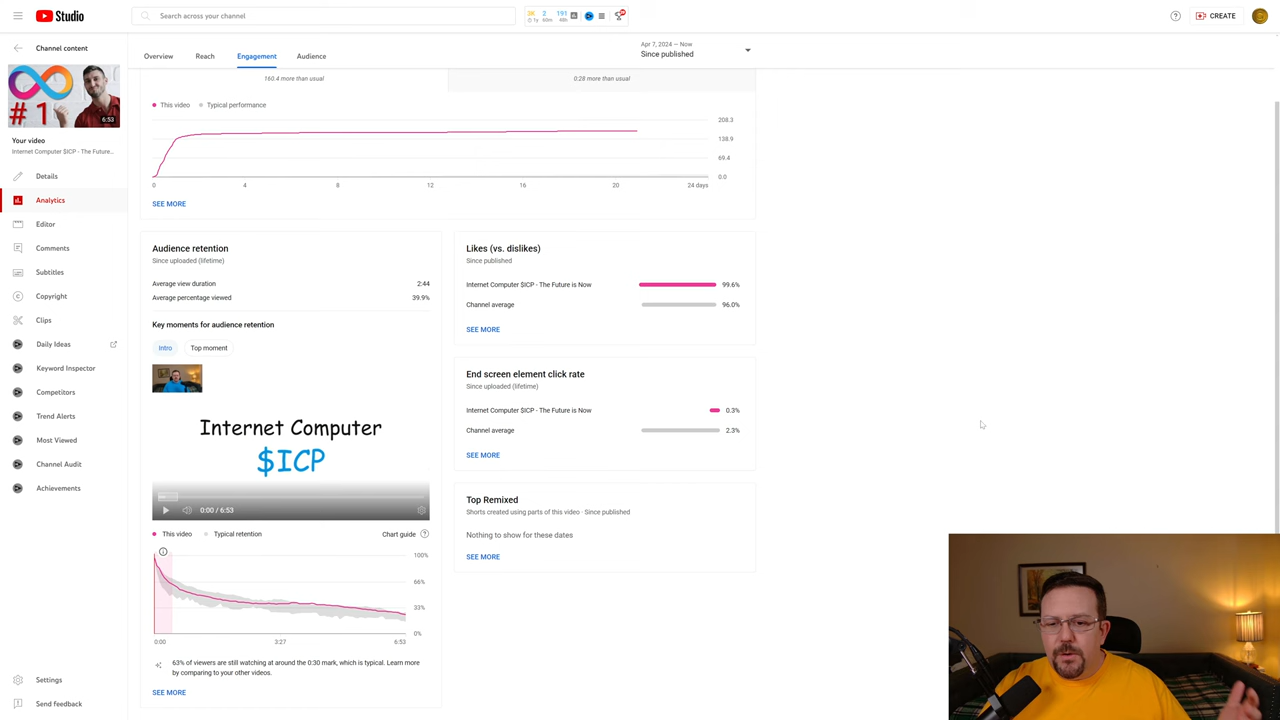 Studio
Search across your channel
3K 2 191
1y 60m 48h
CREATE
Channel content
Overview
Reach
Engagement
Audience
Apr 7, 2024 — Now
Since published
# 1
6:53
160.4 more than usual
0:28 more than usual
This video
Typical performance
208.3
138.9
69.4
0.0
0
4
8
12
16
20
24 days
SEE MORE
Your video
Internet Computer $ICP - The Future...
Details
Analytics
Editor
Comments
Subtitles
Copyright
Clips
Daily Ideas
Keyword Inspector
Competitors
Trend Alerts
Most Viewed
Channel Audit
Achievements
Settings
Send feedback
Audience retention
Since uploaded (lifetime)
Average view duration
2:44
Average percentage viewed
39.9%
Key moments for audience retention
Intro
Top moment
Internet Computer
$ICP
0:00 / 6:53
This video
Typical retention
Chart guide
100%
66%
33%
0%
0:00
3:27
6:53
63% of viewers are still watching at around the 0:30 mark, which is typical. Learn more
by comparing to your other videos.
SEE MORE
Likes (vs. dislikes)
Since published
Internet Computer $ICP - The Future is Now
99.6%
Channel average
96.0%
SEE MORE
End screen element click rate
Since uploaded (lifetime)
Internet Computer $ICP - The Future is Now
0.3%
Channel average
2.3%
SEE MORE
Top Remixed
Shorts created using parts of this video · Since published
Nothing to show for these dates
SEE MORE